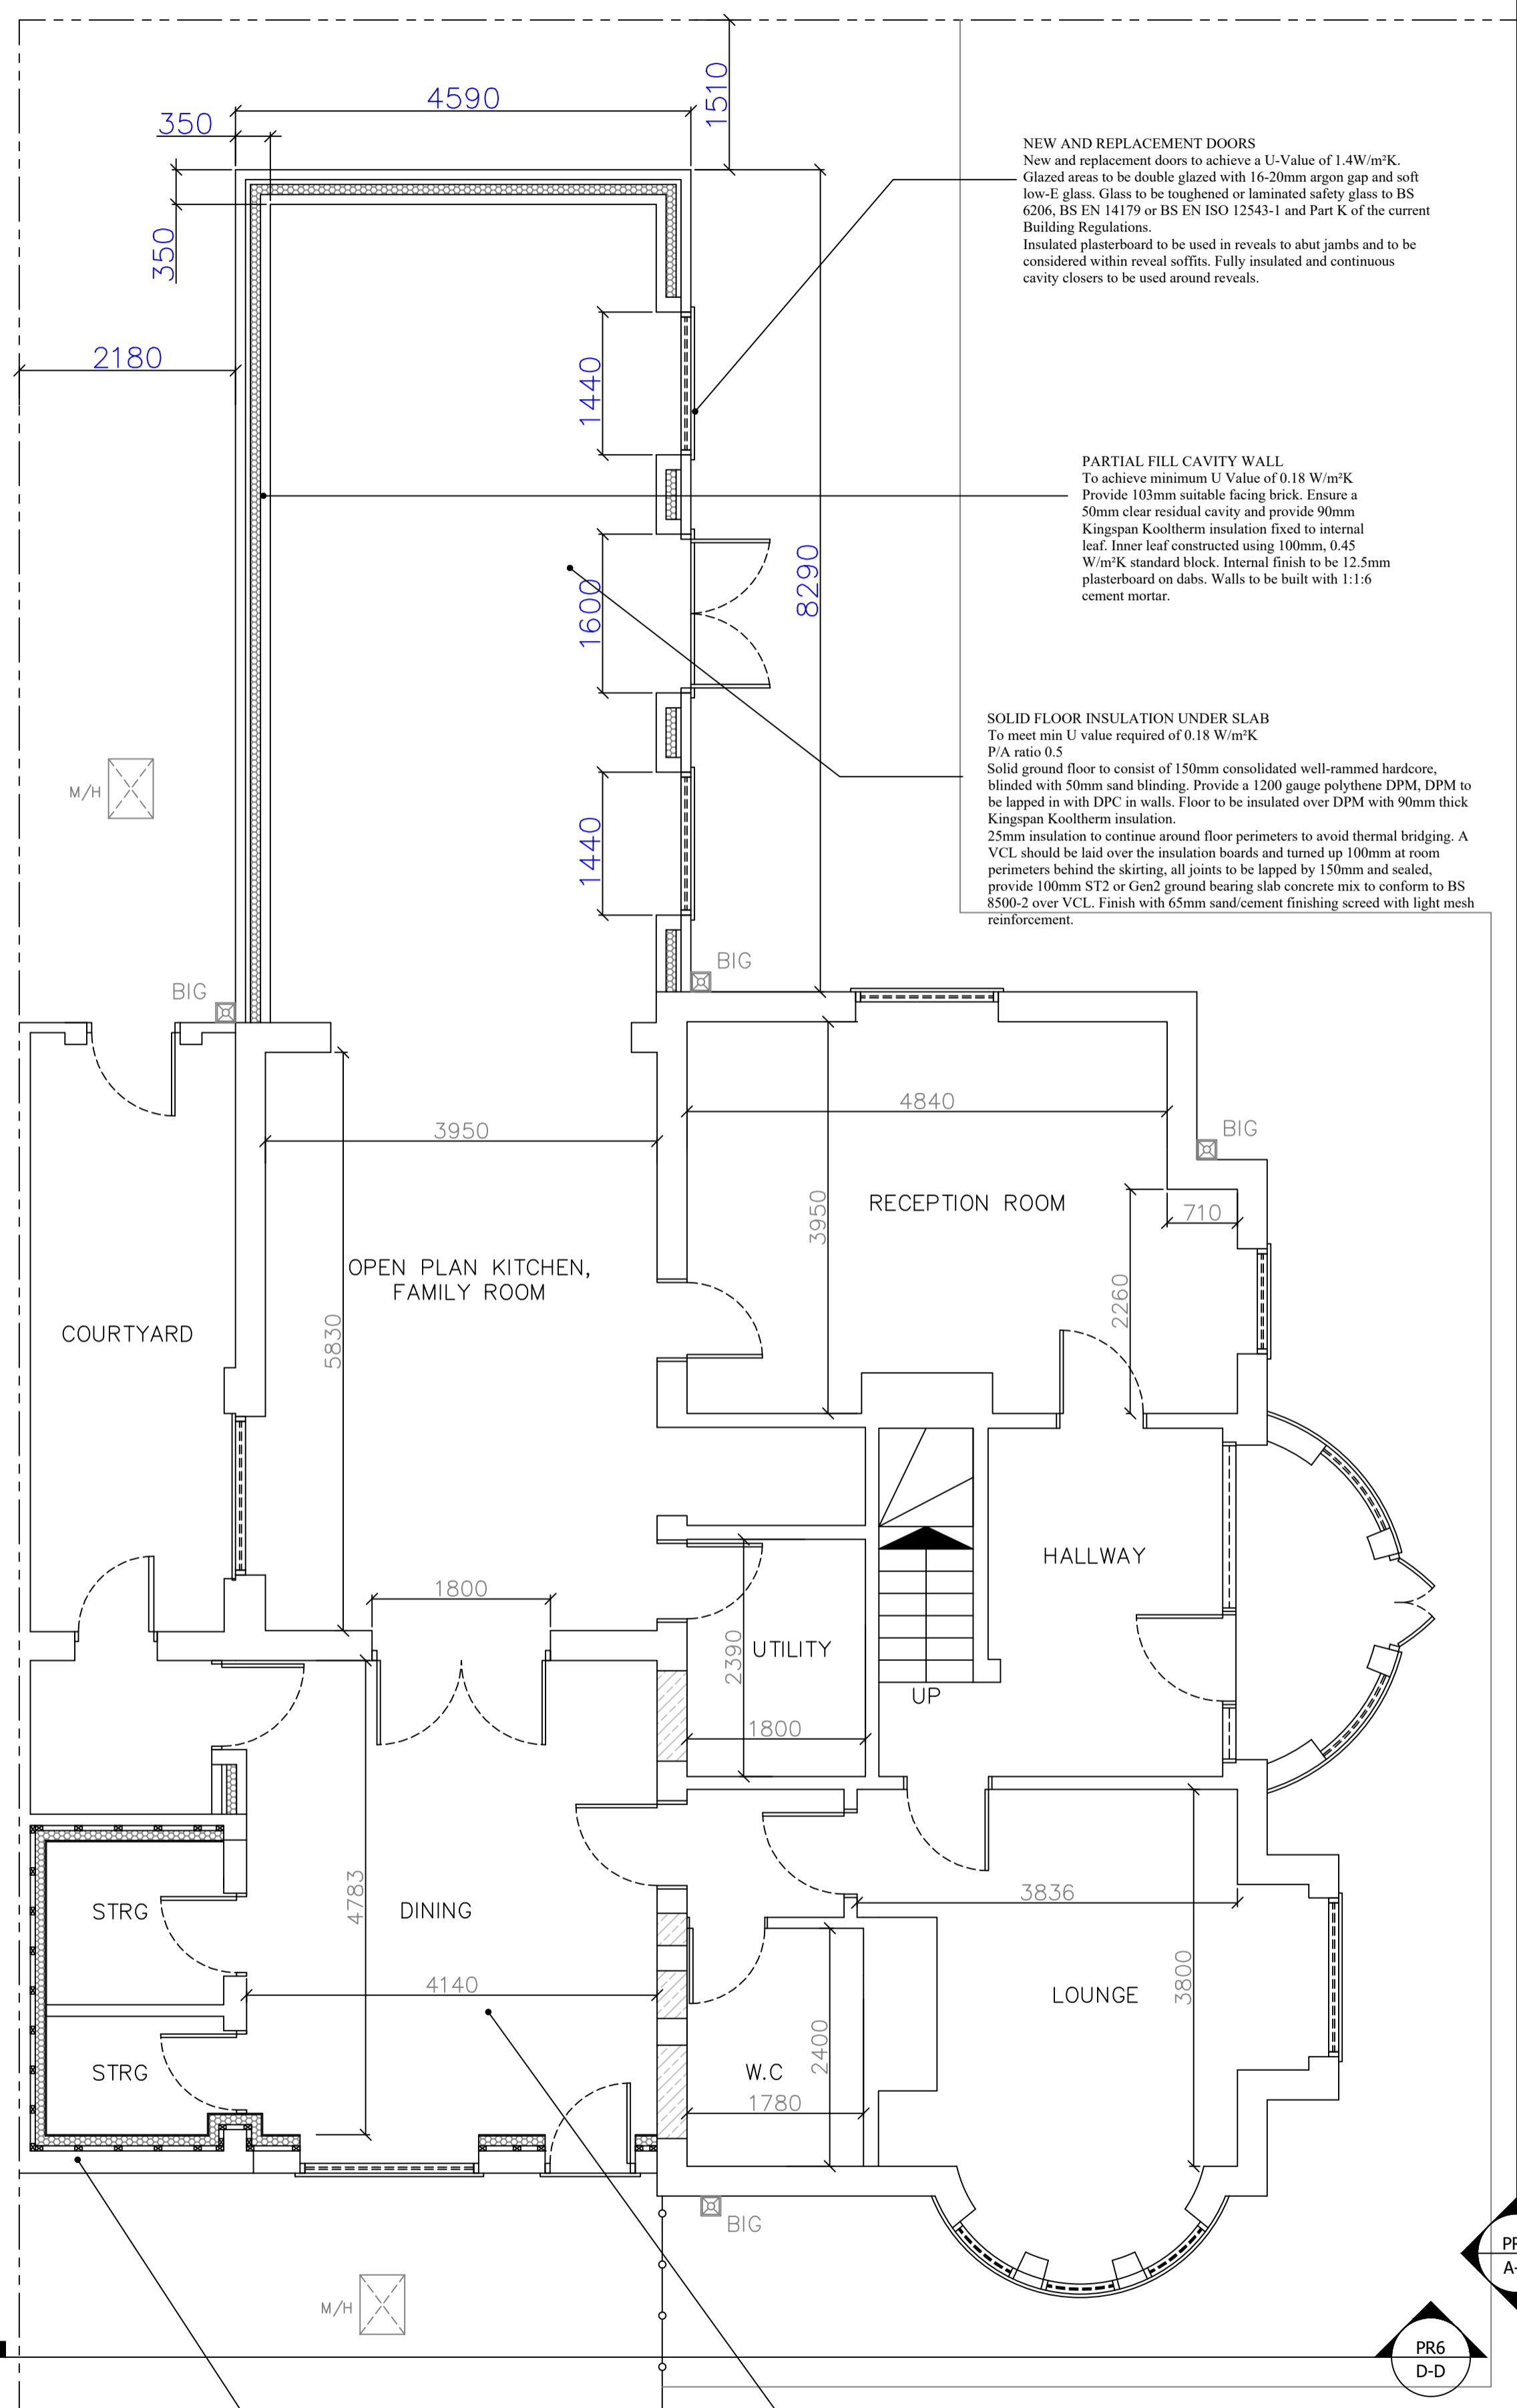 4590
350
1510
350
2180
1440
1600
1440
8290
NEW AND REPLACEMENT DOORS
New and replacement doors to achieve a U-Value of 1.4W/m²K.
Glazed areas to be double glazed with 16-20mm argon gap and soft
low-E glass. Glass to be toughened or laminated safety glass to BS
6206, BS EN 14179 or BS EN ISO 12543-1 and Part K of the current
Building Regulations.
Insulated plasterboard to be used in reveals to abut jambs and to be
considered within reveal soffits. Fully insulated and continuous
cavity closers to be used around reveals.
PARTIAL FILL CAVITY WALL
To achieve minimum U Value of 0.18 W/m²K
Provide 103mm suitable facing brick. Ensure a
50mm clear residual cavity and provide 90mm
Kingspan Kooltherm insulation fixed to internal
leaf. Inner leaf constructed using 100mm, 0.45
W/m²K standard block. Internal finish to be 12.5mm
plasterboard on dabs. Walls to be built with 1:1:6
cement mortar.
SOLID FLOOR INSULATION UNDER SLAB
To meet min U value required of 0.18 W/m²K
P/A ratio 0.5
Solid ground floor to consist of 150mm consolidated well-rammed hardcore,
blinded with 50mm sand blinding. Provide a 1200 gauge polythene DPM, DPM to
be lapped in with DPC in walls. Floor to be insulated over DPM with 90mm thick
Kingspan Kooltherm insulation.
25mm insulation to continue around floor perimeters to avoid thermal bridging. A
VCL should be laid over the insulation boards and turned up 100mm at room
perimeters behind the skirting, all joints to be lapped by 150mm and sealed,
provide 100mm ST2 or Gen2 ground bearing slab concrete mix to conform to BS
8500-2 over VCL. Finish with 65mm sand/cement finishing screed with light mesh
reinforcement.
M/H
BIG
BIG
BIG
4840
3950
3950
RECEPTION ROOM
710
2260
OPEN PLAN KITCHEN,
FAMILY ROOM
COURTYARD
5830
HALLWAY
1800
2390
UTILITY
UP
1800
STRG
4783
DINING
3836
4140
LOUNGE
3800
STRG
2400
W.C
1780
BIG
M/H
PR
A-
PR6
D-D